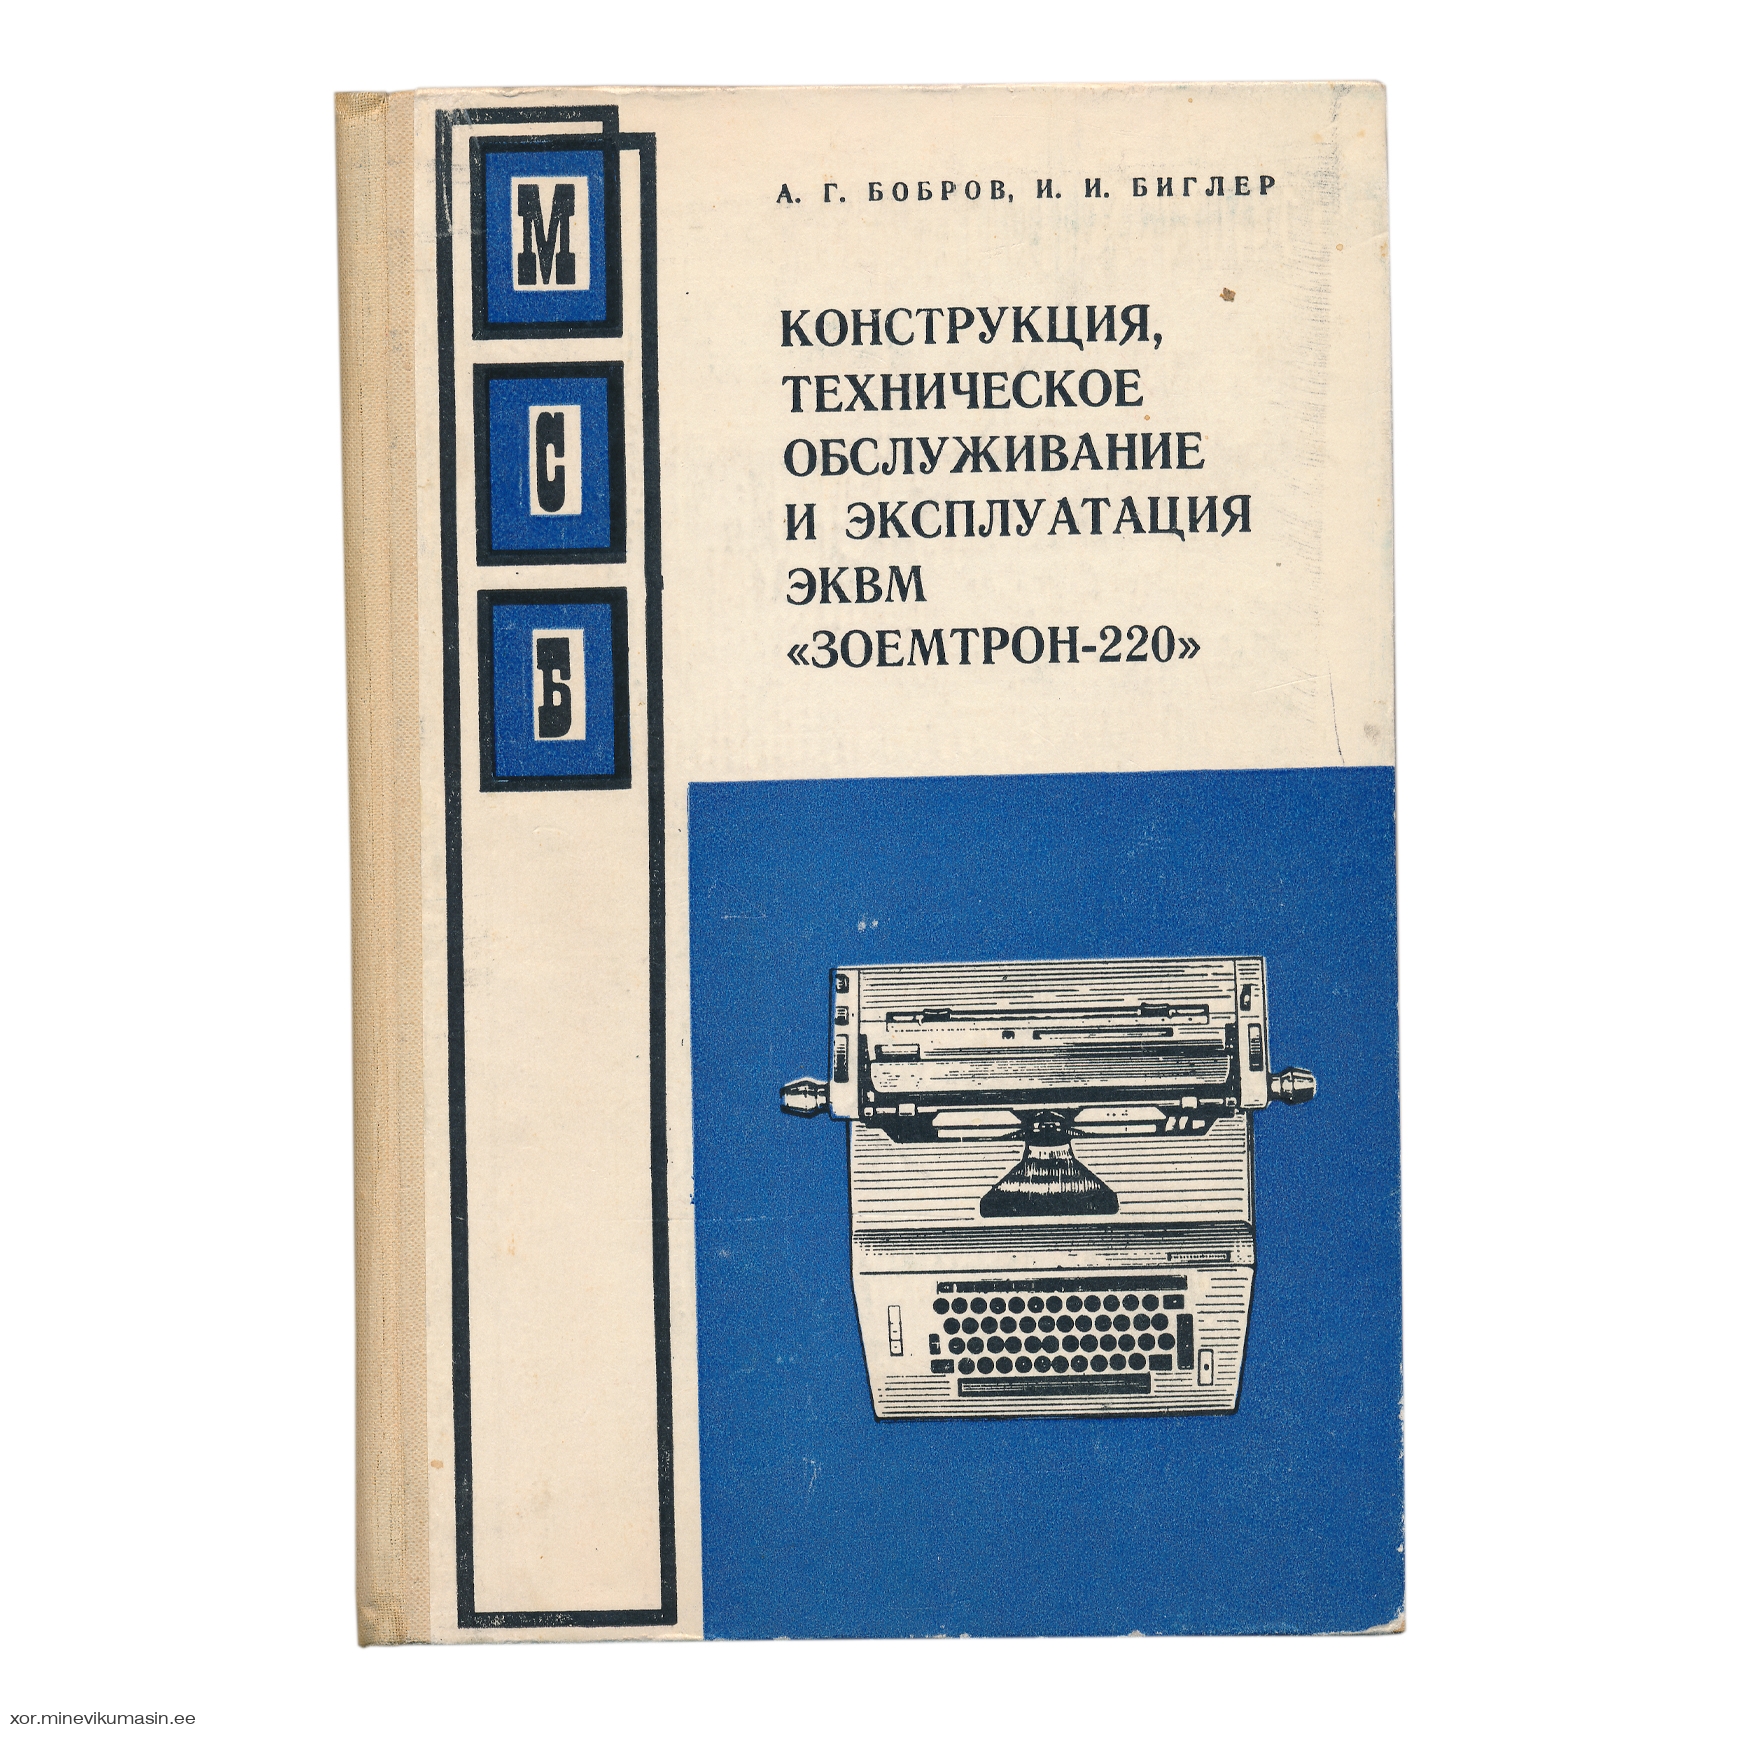 М
С
Б
А. Г. БОБРОВ, И. И. БИГЛЕР
КОНСТРУКЦИЯ,
ТЕХНИЧЕСКОЕ
ОБСЛУЖИВАНИЕ
И ЭКСПЛУАТАЦИЯ
ЭКВМ
«ЗОЕМТРОН-220»
xor.minevikumasin.ee